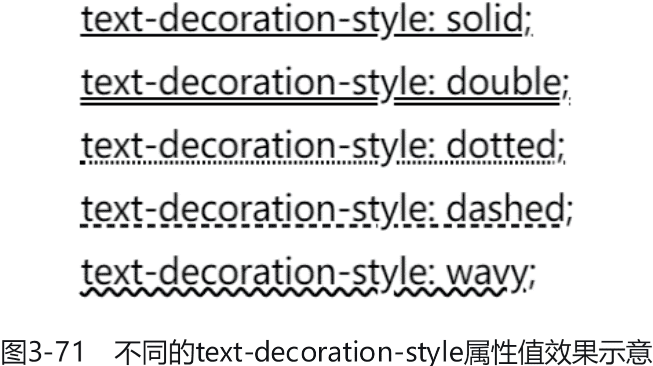 text-decoration-style: solid;
text-decoration-style: double;
text-decoration-style: dotted;
text-decoration-style: dashed;
text-decoration-style: wavy;
图3-71　不同的text-decoration-style属性值效果示意